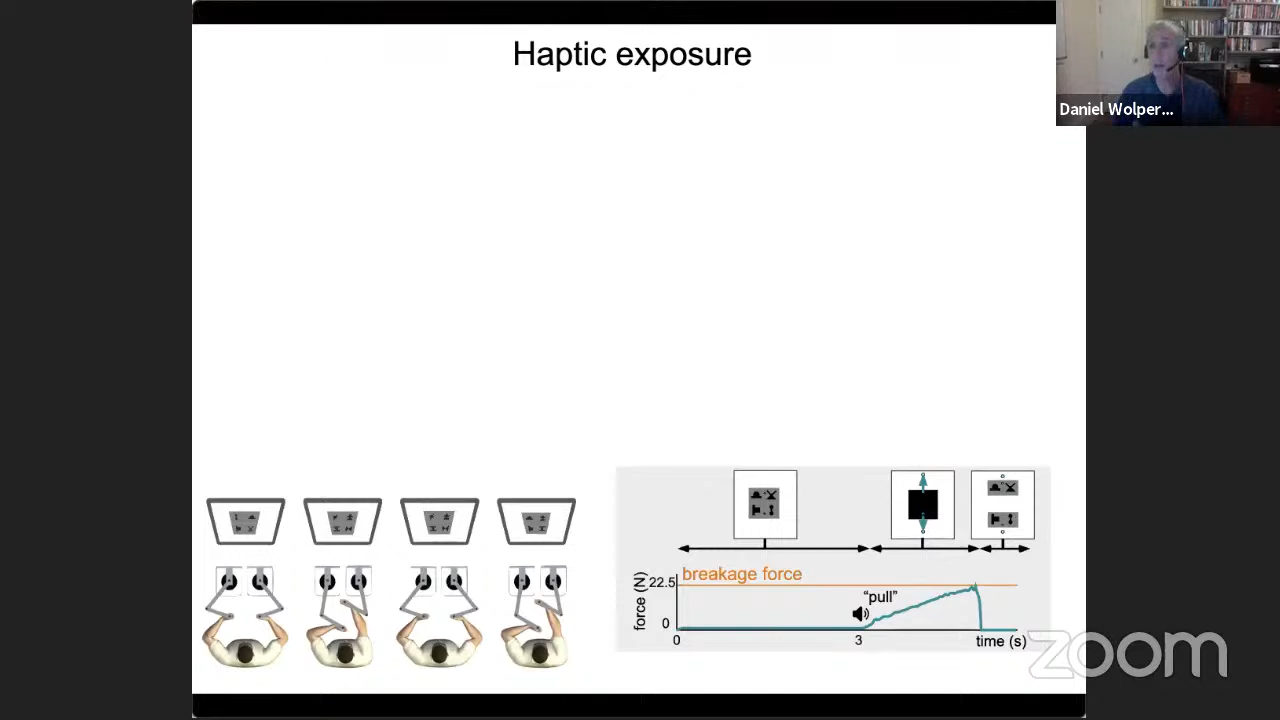 Haptic exposure
Daniel Wolper...
breakage force
force (N)
22.5
0
"pull"
0
3
time (s)
zoom